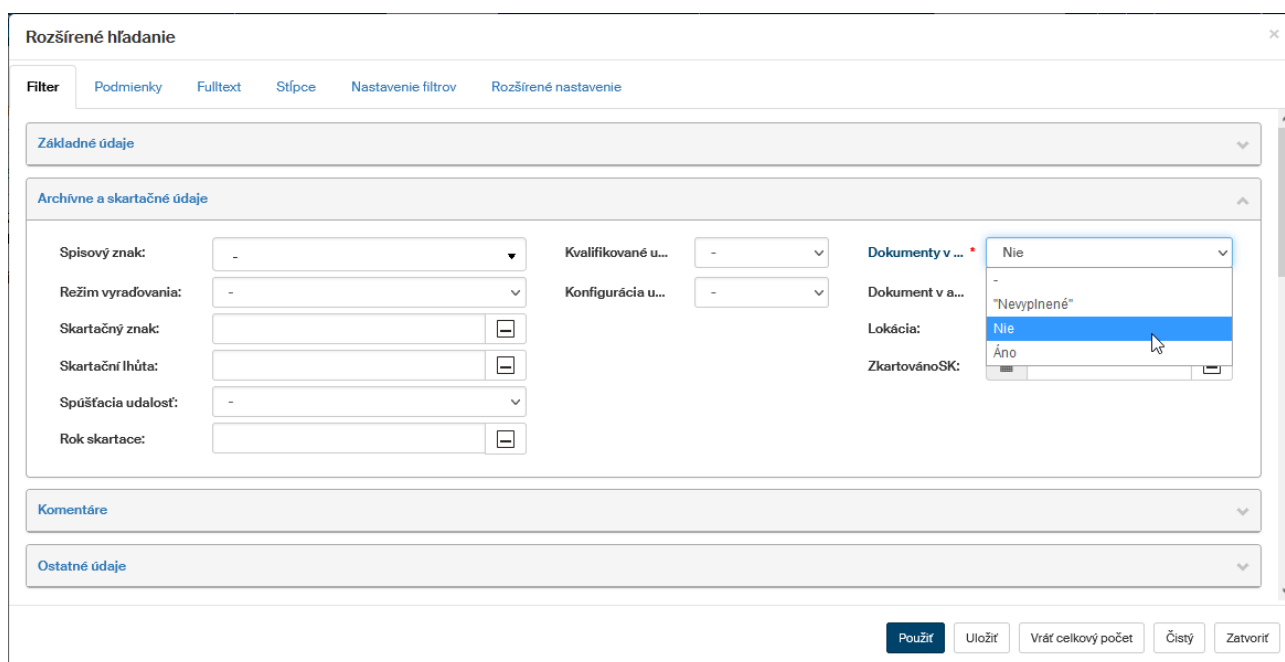 Rozšírené hľadanie
×
Filter Podmienky Fulltext Stĺpce Nastavenie filtrov Rozšírené nastavenie
Základné údaje
Archívne a skartačné údaje
Spisový znak: - Kvalifikované u... - Dokumenty v ... * Nie
-
Režim vyraďovania: - Konfigurácia u... - Dokument v a... "Nevyplnené"
Skartačný znak: Lokácia: Nie
Áno
Skartační lhůta: ZkartovánoSK:
Spúšťacia udalosť: -
Rok skartace:
Komentáre
Ostatné údaje
Použiť Uložiť Vráť celkový počet Čistý Zatvoriť